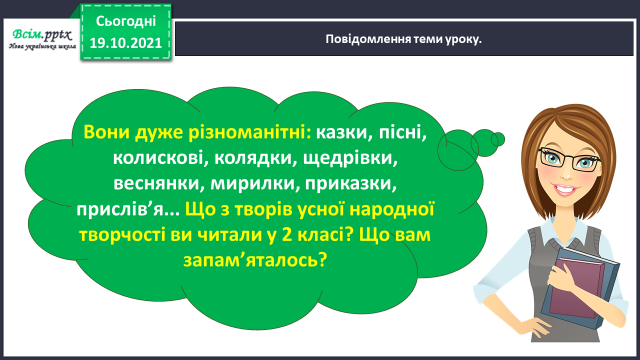 Всім.pptx
Нова українська школа
Сьогодні
19.10.2021
Повідомлення теми уроку.
Вони дуже різноманітні: казки, пісні,
колискові, колядки, щедрівки,
веснянки, мирилки, приказки,
прислів’я... Що з творів усної народної
творчості ви читали у 2 класі? Що вам
запам’яталось?